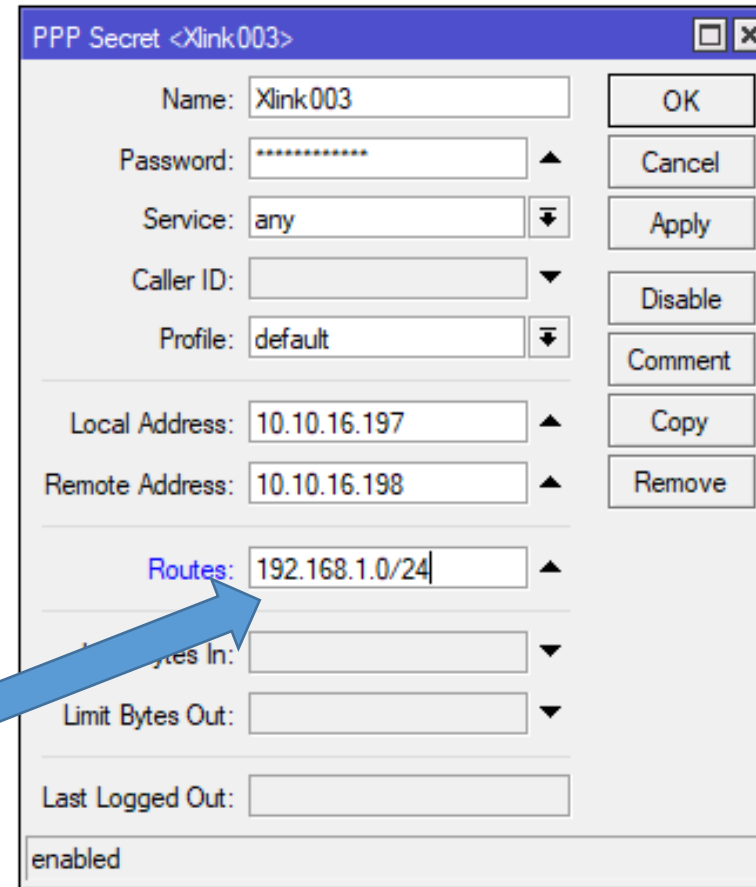 PPP Secret <Xlink003>
Name: Xlink003 OK
Password: ************ Cancel
Service: any Apply
Caller ID:
Disable
Profile: default
Comment
Local Address: 10.10.16.197 Copy
Remote Address: 10.10.16.198 Remove
Routes: 192.168.1.0/24
In:
Limit Bytes Out:
Last Logged Out:
enabled